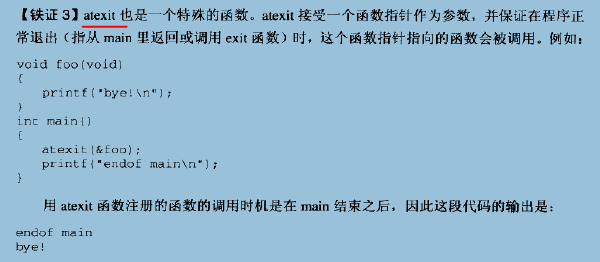 【铁证3】atexit 也是一个特殊的函数。atexit 接受一个函数指针作为参数，并保证在程序正
常退出（指从 main 里返回或调用 exit 函数）时，这个函数指针指向的函数会被调用。例如：
void foo(void)
{
    printf("bye!\n");
}
int main()
{
    atexit(&foo);
    printf("endof main\n");
}
用 atexit 函数注册的函数的调用时机是在 main 结束之后，因此这段代码的输出是：
endof main
bye!